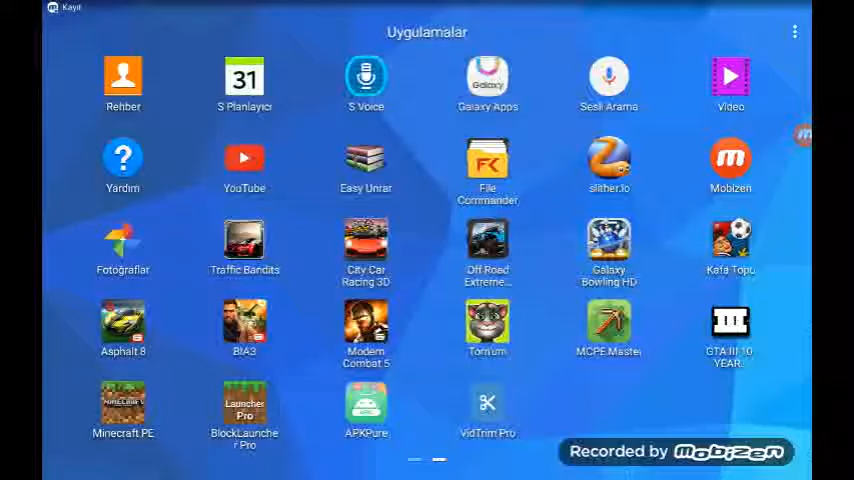 Kayıt
Uygulamalar
31
Galaxy
Rehber
S Planlayıcı
S Voice
Galaxy Apps
Sesli Arama
Video
?
m
Yardım
YouTube
Easy Unrar
File
Commander
slither.io
Mobizen
Fotoğraflar
Traffic Bandits
City Car
Racing 3D
Off Road
Extreme...
Galaxy
Bowling HD
Kafa Topu
Asphalt 8
BIA3
Modern
Combat 5
Tom'um
MCPE Master
GTA III 10
YEAR..
MINECRAFT
Launcher
Pro
Minecraft PE
BlockLaunche
r Pro
APKPure
VidTrim Pro
Recorded by mobizen